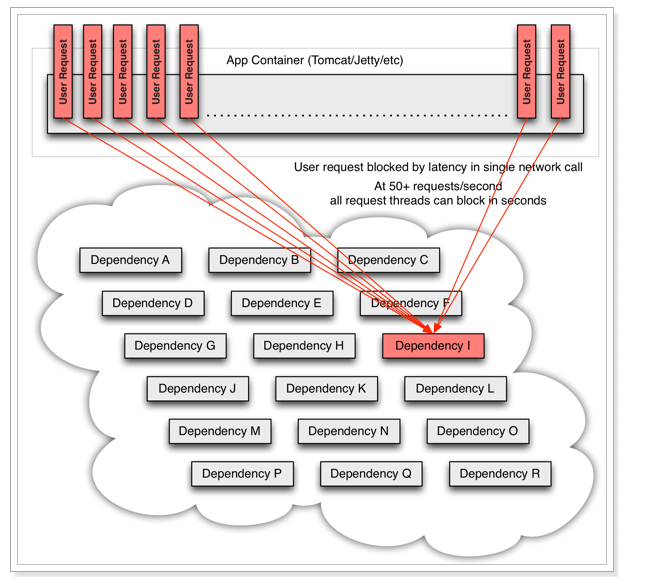 User Request
User Request
User Request
User Request
User Request
User Request
User Request
App Container (Tomcat/Jetty/etc)
User request blocked by latency in single network call
At 50+ requests/second
all request threads can block in seconds
Dependency A
Dependency B
Dependency C
Dependency D
Dependency E
Dependency F
Dependency G
Dependency H
Dependency I
Dependency J
Dependency K
Dependency L
Dependency M
Dependency N
Dependency O
Dependency P
Dependency Q
Dependency R